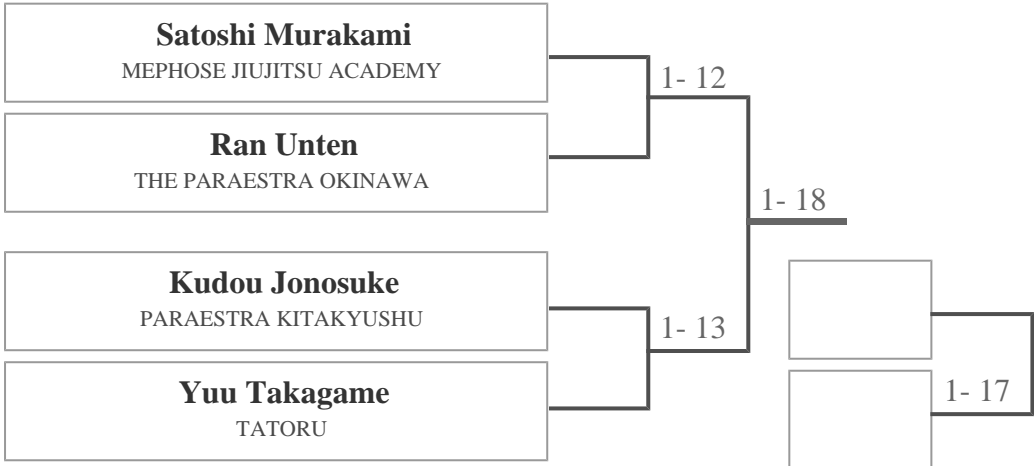 Satoshi Murakami
MEPHOSE JIUJITSU ACADEMY
1- 12
Ran Unten
THE PARAESTRA OKINAWA
1- 18
Kudou Jonosuke
PARAESTRA KITAKYUSHU
1- 13
Yuu Takagame
TATORU
1- 17